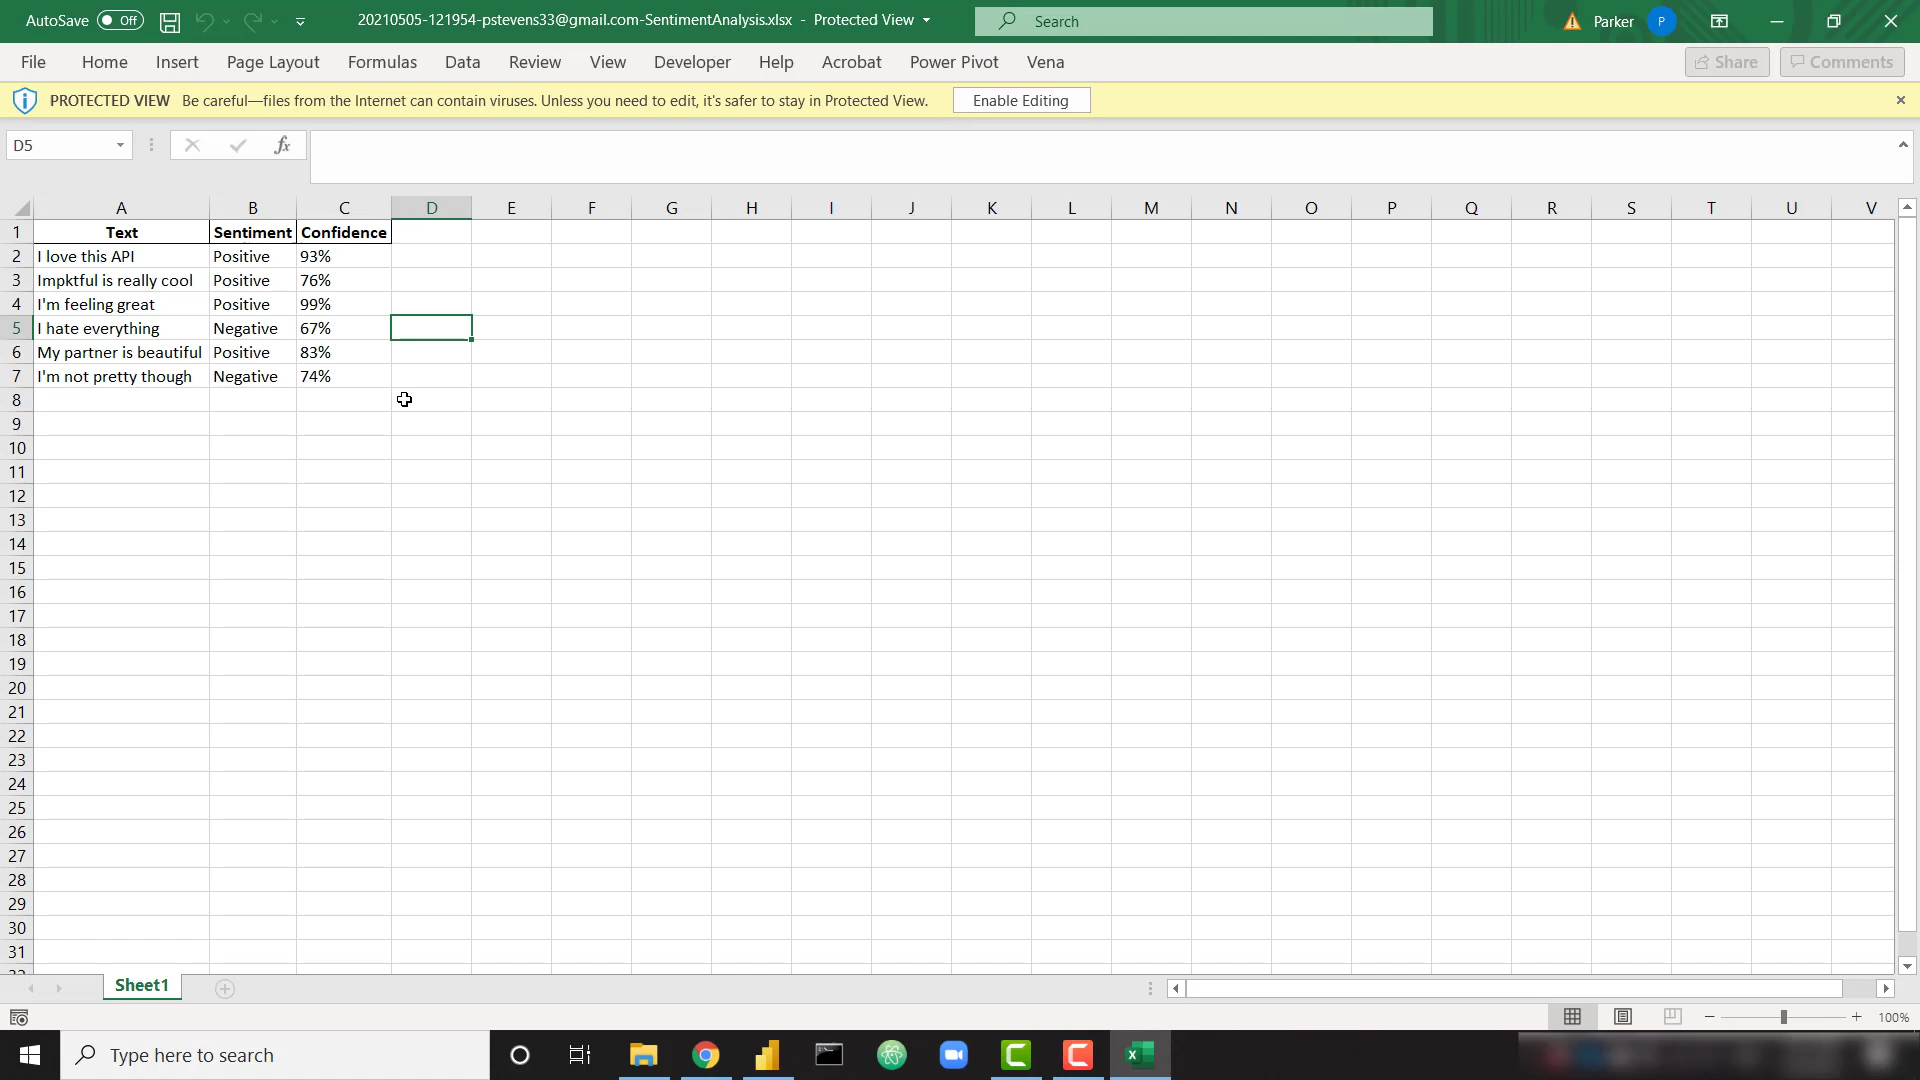 AutoSave Off 20210505-121954-pstevens33@gmail.com-SentimentAnalysis.xlsx - Protected View Search Parker P
File Home Insert Page Layout Formulas Data Review View Developer Help Acrobat Power Pivot Vena Share Comments
PROTECTED VIEW Be careful—files from the Internet can contain viruses. Unless you need to edit, it's safer to stay in Protected View. Enable Editing
D5 fx
A B C D E F G H I J K L M N O P Q R S T U V
1 Text Sentiment Confidence
2 I love this API Positive 93%
3 Impktful is really cool Positive 76%
4 I'm feeling great Positive 99%
5 I hate everything Negative 67%
6 My partner is beautiful Positive 83%
7 I'm not pretty though Negative 74%
8
9
10
11
12
13
14
15
16
17
18
19
20
21
22
23
24
25
26
27
28
29
30
31
Sheet1
100%
Type here to search